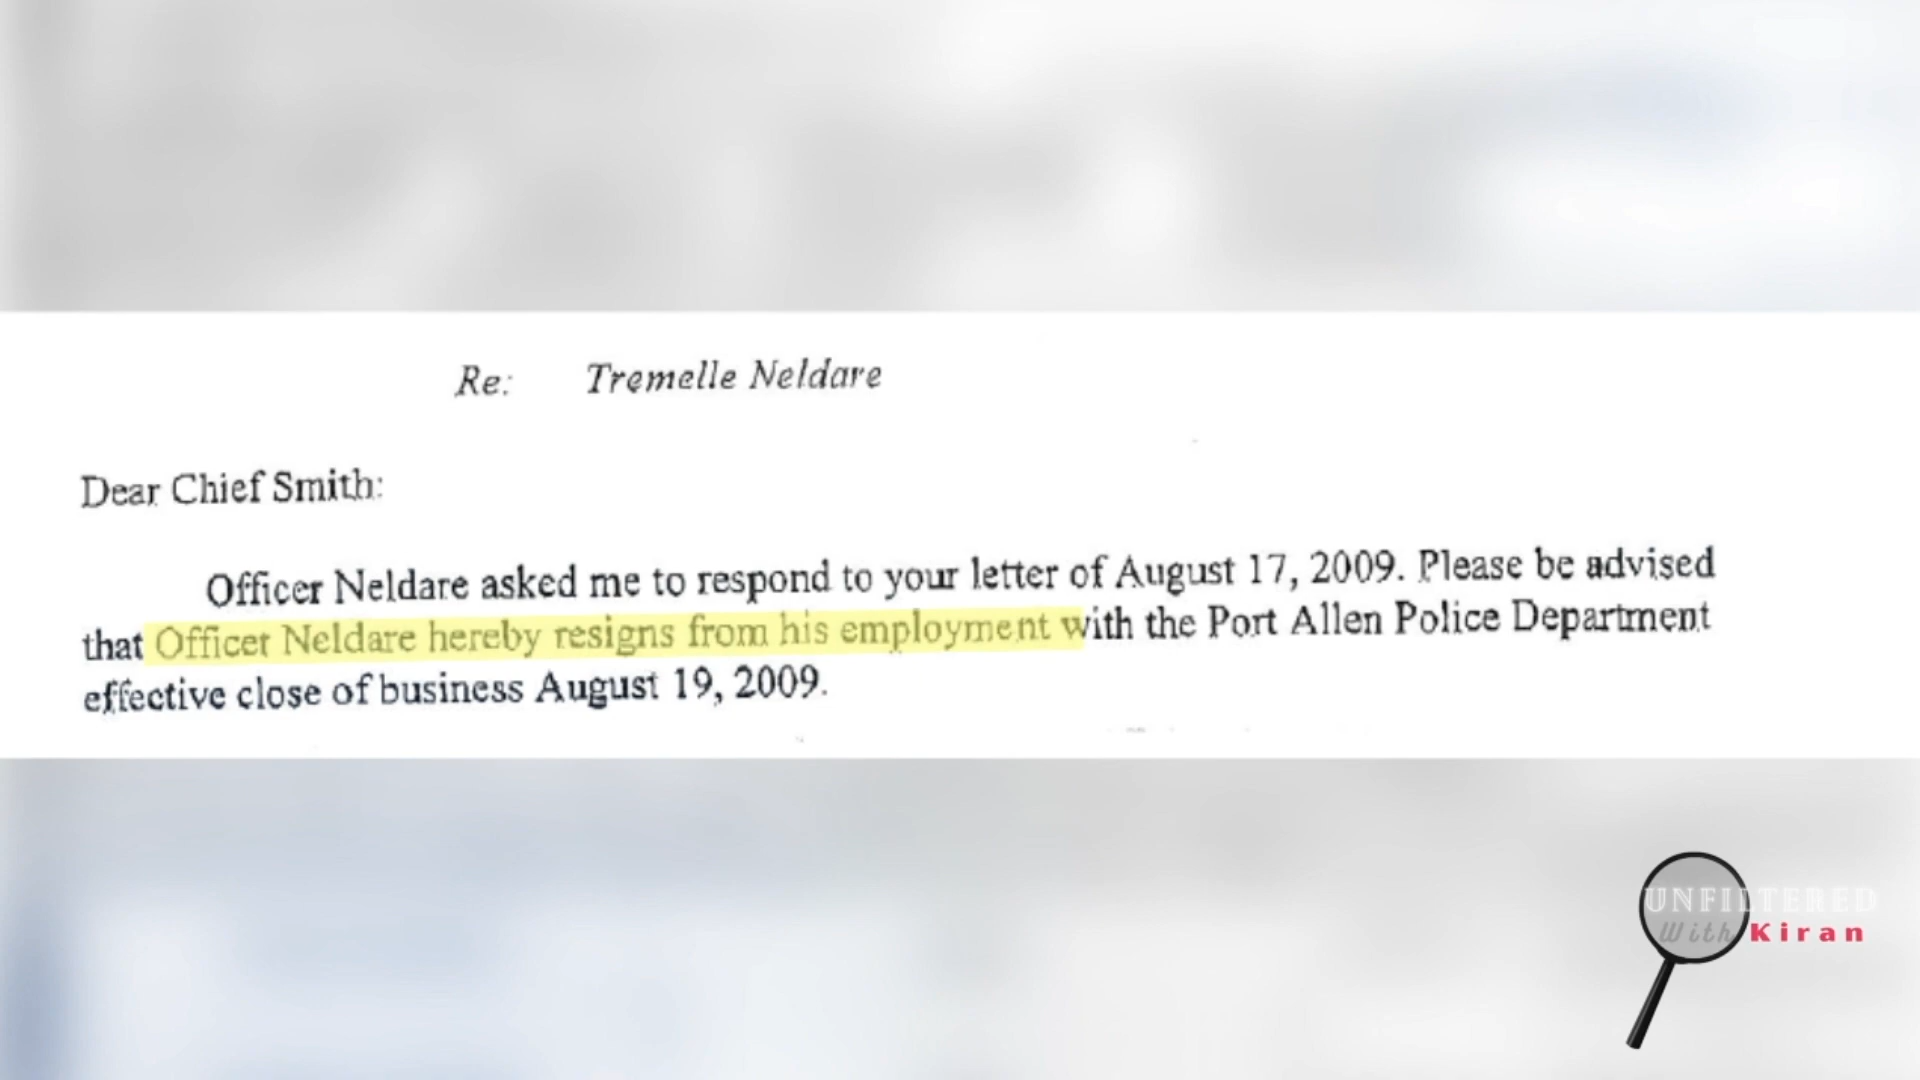 Re: Tremelle Neldare
Dear Chief Smith:
Officer Neldare asked me to respond to your letter of August 17, 2009. Please be advised
that Officer Neldare hereby resigns from his employment with the Port Allen Police Department
effective close of business August 19, 2009.
UNFILTERED
With Kiran